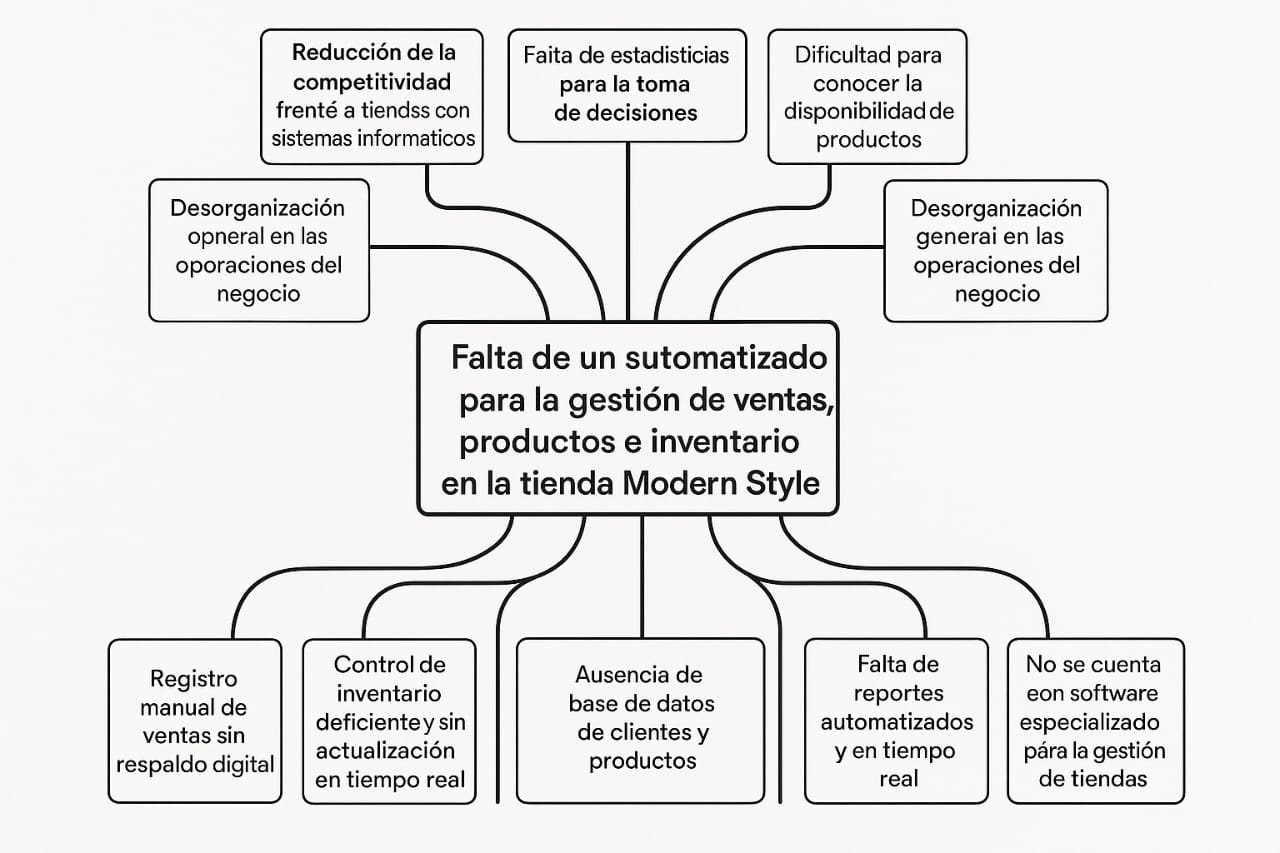 Reducción de la
competitividad
frenté a tiendss con
sistemas informaticos
Faita de estadisticias
para la toma
de decisiones
Dificultad para
conocer la
disponibilidad de
productos
Desorganización
opneral en las
oporaciones del
negocio
Desorganización
generai en las
operaciones del
negocio
Falta de un sutomatizado
para la gestión de ventas,
productos e inventario
en la tienda Modern Style
Registro
manual de
ventas sin
respaldo digital
Control de
inventario
deficiente y sin
actualización
en tiempo real
Ausencia de
base de datos
de clientes y
productos
Falta de
reportes
automatizados
y en tiempo
real
No se cuenta
eon software
especializado
pára la gestión
de tiendas